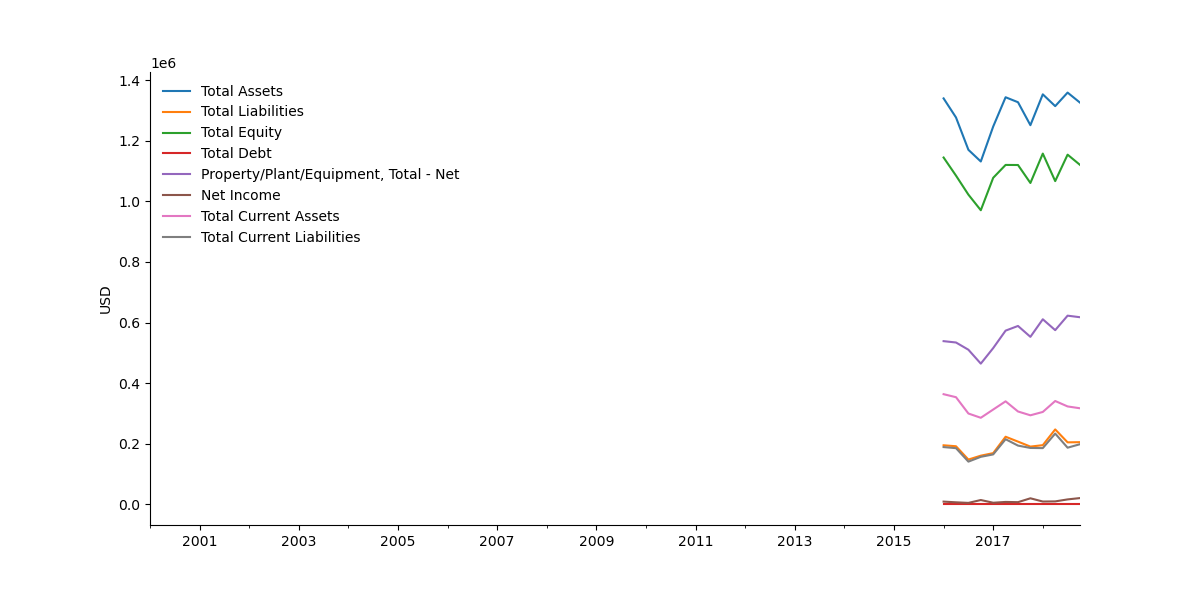 1e6
1.4
1.2
1.0
0.8
0.6
0.4
0.2
0.0
USD
Total Assets
Total Liabilities
Total Equity
Total Debt
Property/Plant/Equipment, Total - Net
Net Income
Total Current Assets
Total Current Liabilities
2001 2003 2005 2007 2009 2011 2013 2015 2017